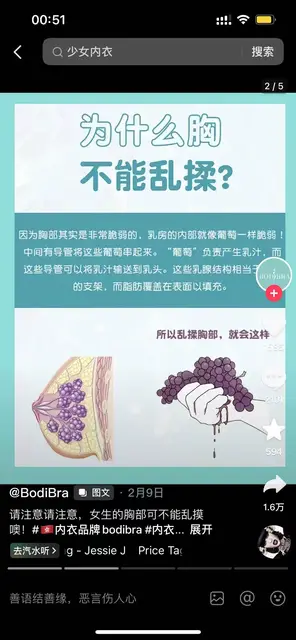 00:51
少女内衣
搜索
2/5
为什么胸
不能乱揉?
因为胸部其实是非常脆弱的，乳房的内部就像葡萄一样脆弱！
中间有导管将这些葡萄串起来。“葡萄”负责产生乳汁，而
这些导管可以将乳汁输送到乳头。这些乳腺结构相当于
的支架，而脂肪覆盖在表面以填充。
所以乱揉胸部，就会这样
594
1.6万
@BodiBra
图文
· 2月9日
请注意请注意，女生的胸部可不能乱摸
噢！#🇭🇰内衣品牌bodibra #内衣... 展开
去汽水听
g - Jessie J Price Tag
善语结善缘，恶言伤人心